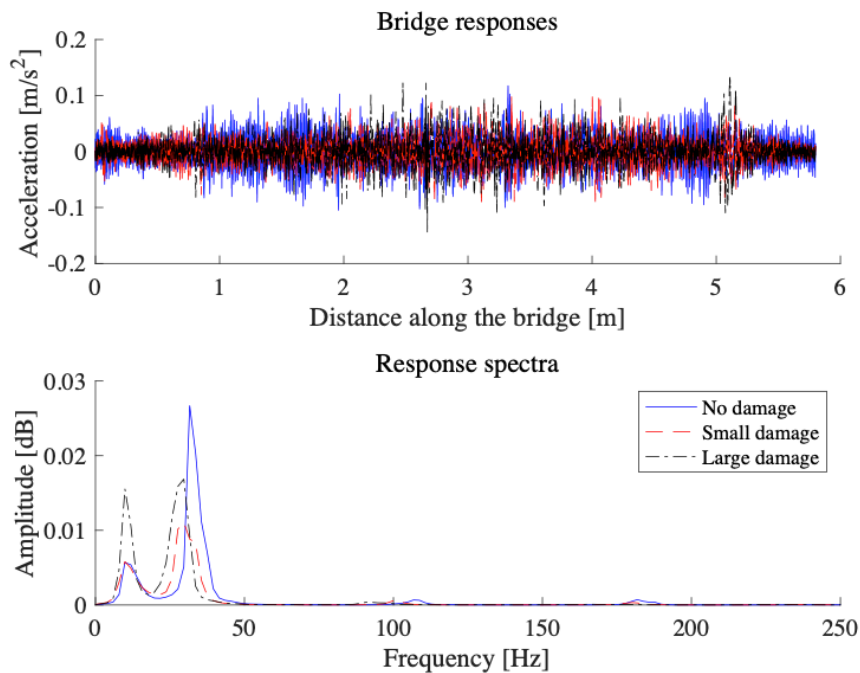 Bridge responses
0.2
0.1
0
-0.1
-0.2
Acceleration [m/s²]
0 1 2 3 4 5 6
Distance along the bridge [m]
Response spectra
0.03
0.02
0.01
0
Amplitude [dB]
No damage
Small damage
Large damage
0 50 100 150 200 250
Frequency [Hz]